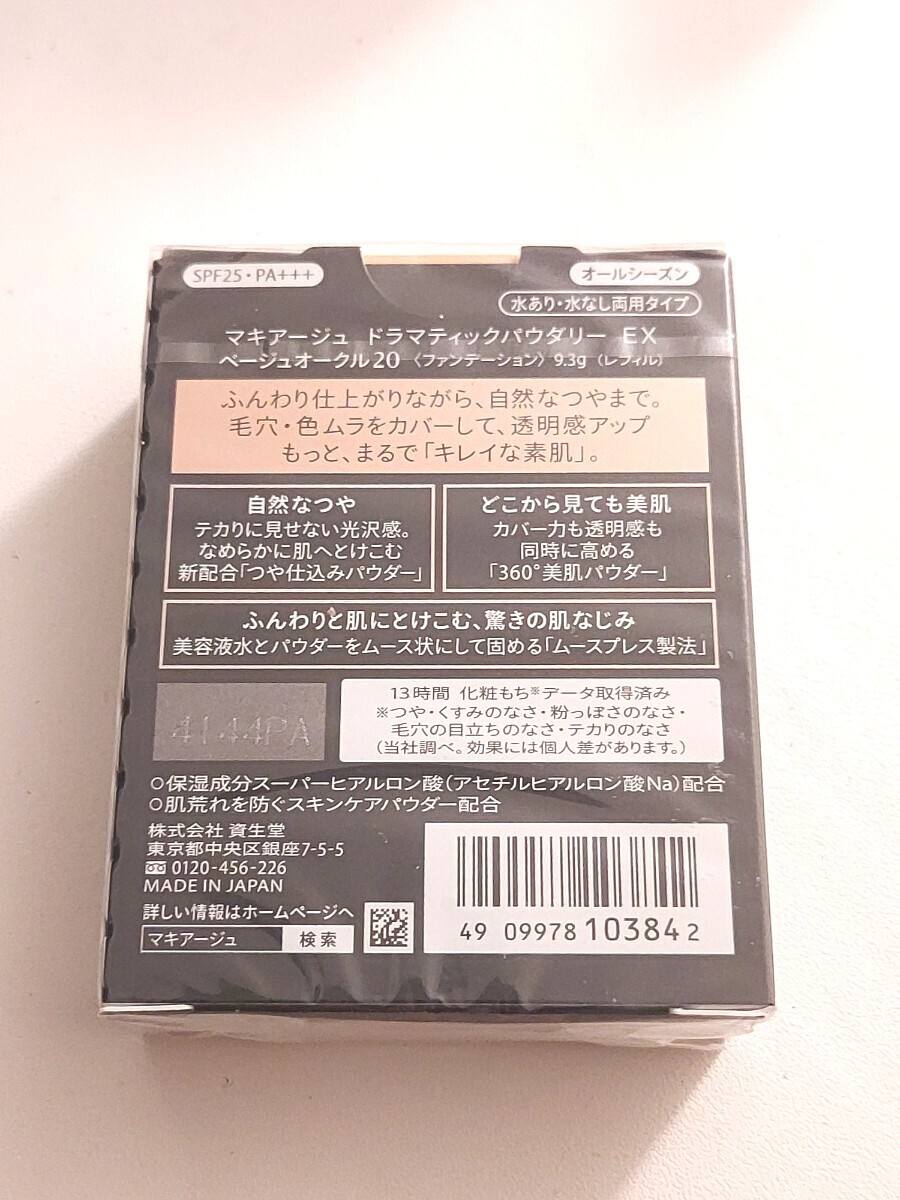 SPF25・PA+++
オールシーズン
水あり・水なし両用タイプ
マキアージュ ドラマティックパウダリー EX
ベージュオークル20 〈ファンデーション〉 9.3g （レフィル）
ふんわり仕上がりながら、自然なつやまで。
毛穴・色ムラをカバーして、透明感アップ
もっと、まるで「キレイな素肌」。
自然なつや
テカりに見せない光沢感。
なめらかに肌へとけこむ
新配合「つや仕込みパウダー」
どこから見ても美肌
カバー力も透明感も
同時に高める
「360°美肌パウダー」
ふんわりと肌にとけこむ、驚きの肌なじみ
美容液水とパウダーをムース状にして固める「ムースプレス製法」
4144PA
13時間 化粧もち※データ取得済み
※つや・くすみのなさ・粉っぽさのなさ・
毛穴の目立ちのなさ・テカりのなさ
（当社調べ。効果には個人差があります。）
○保湿成分スーパーヒアルロン酸（アセチルヒアルロン酸Na）配合
○肌荒れを防ぐスキンケアパウダー配合
株式会社 資生堂
東京都中央区銀座7-5-5
0120-456-226
MADE IN JAPAN
詳しい情報はホームページへ
マキアージュ 検索
49 09978 103842